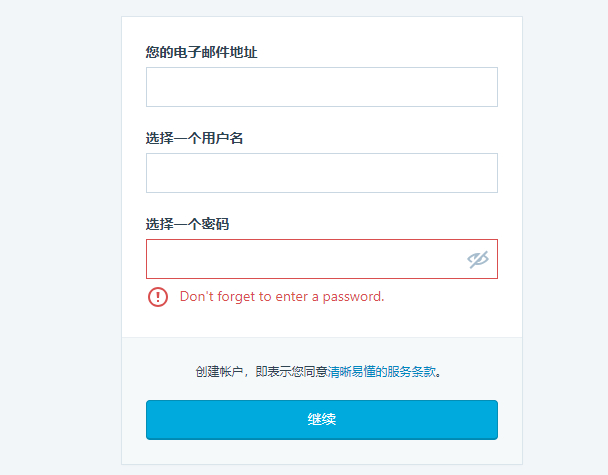 您的电子邮件地址
选择一个用户名
选择一个密码
Don't forget to enter a password.
创建帐户，即表示您同意清晰易懂的服务条款。
继续